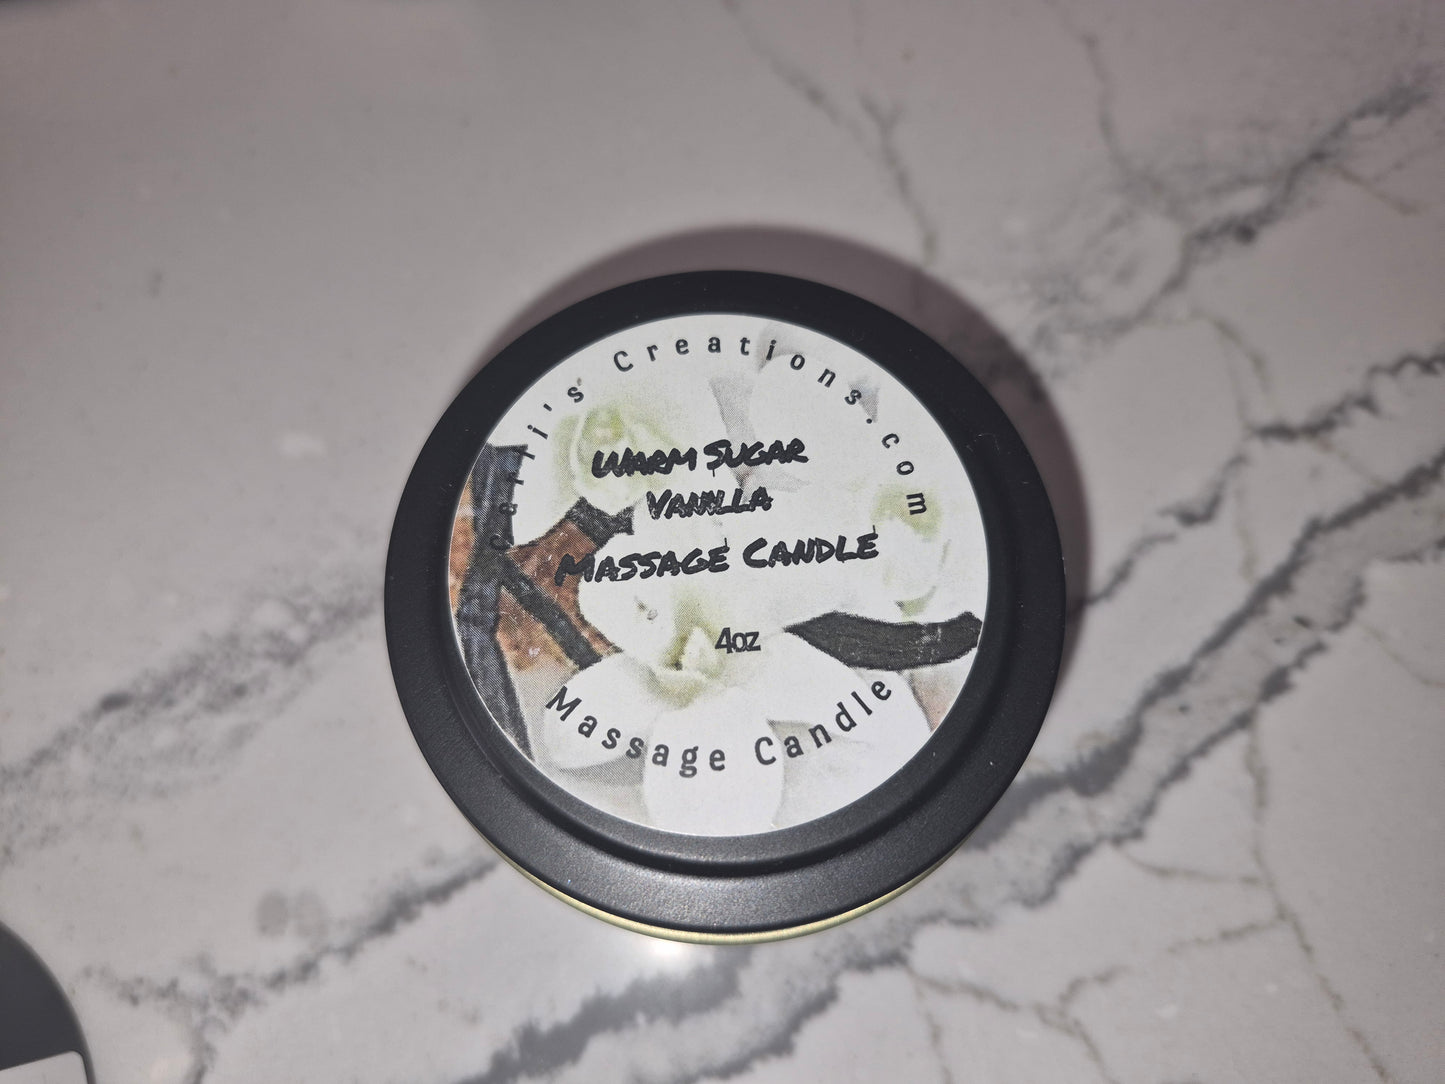 Creations.com
Warm Sugar
Vanilla
Massage Candle
4oz
Massage Candle